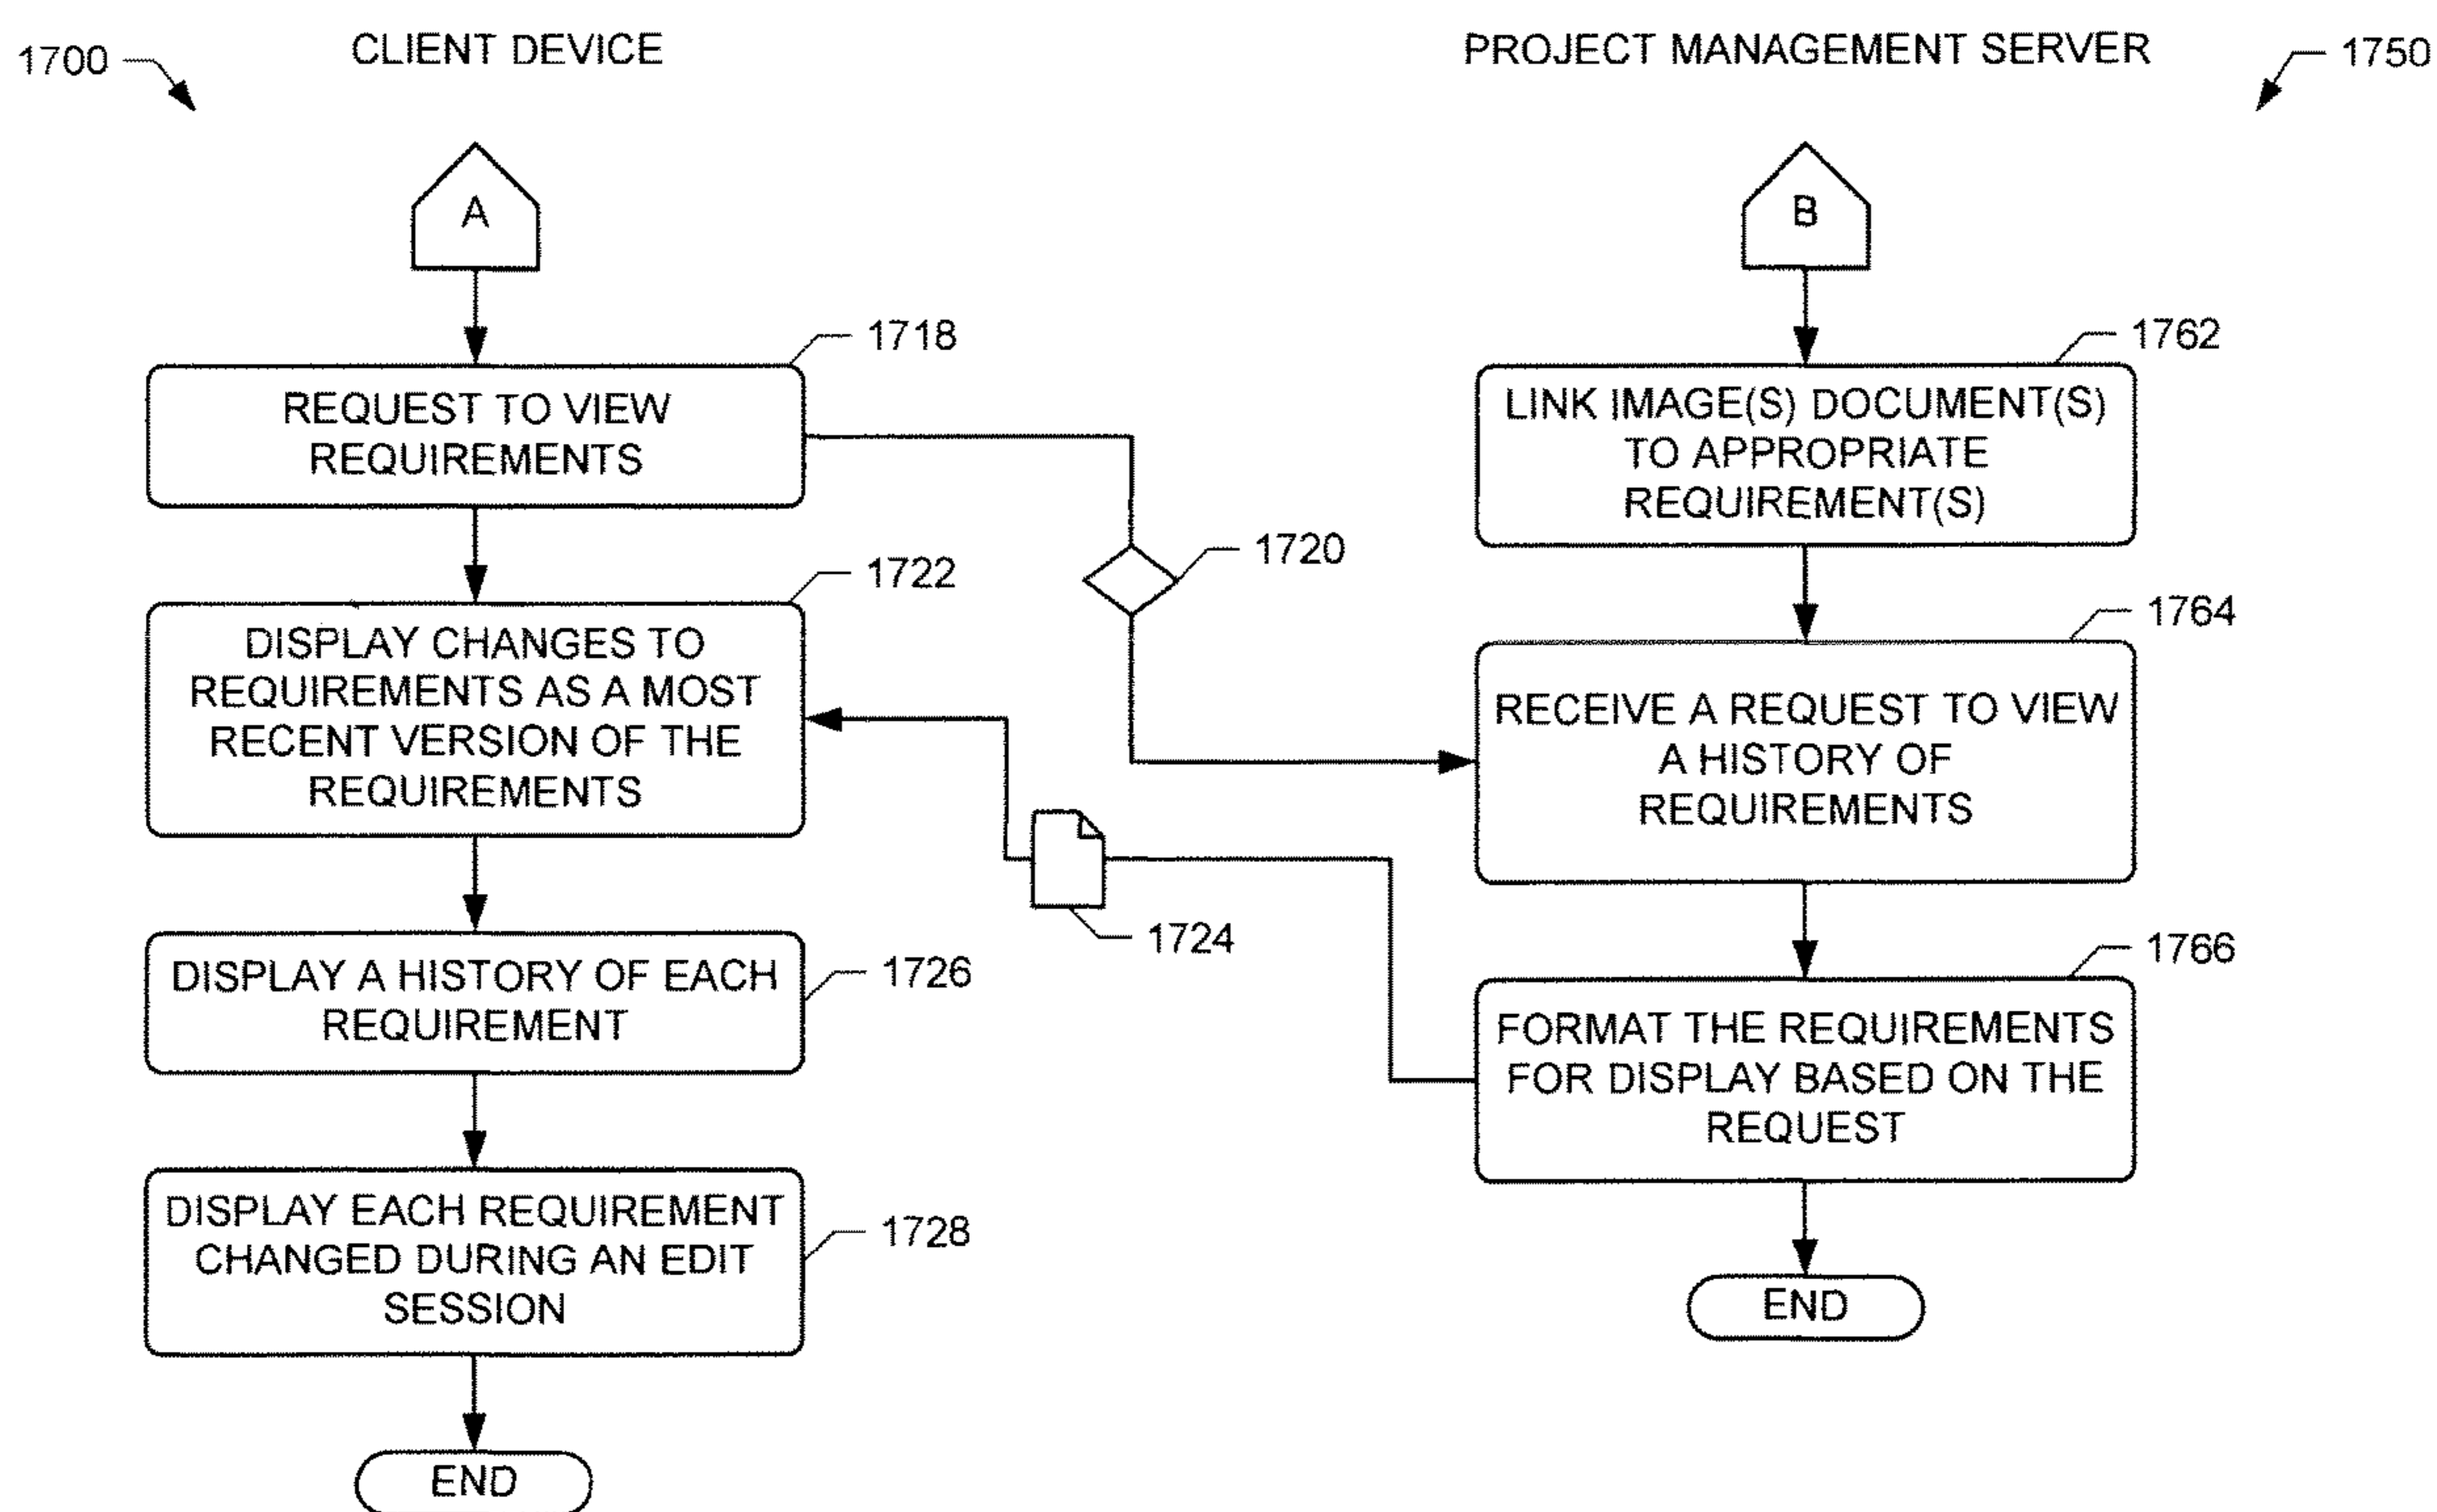 1700
CLIENT DEVICE
PROJECT MANAGEMENT SERVER
1750
A
1718
REQUEST TO VIEW
REQUIREMENTS
1722
DISPLAY CHANGES TO
REQUIREMENTS AS A MOST
RECENT VERSION OF THE
REQUIREMENTS
1726
DISPLAY A HISTORY OF EACH
REQUIREMENT
1728
DISPLAY EACH REQUIREMENT
CHANGED DURING AN EDIT
SESSION
END
1720
1724
B
1762
LINK IMAGE(S) DOCUMENT(S)
TO APPROPRIATE
REQUIREMENT(S)
1764
RECEIVE A REQUEST TO VIEW
A HISTORY OF
REQUIREMENTS
1766
FORMAT THE REQUIREMENTS
FOR DISPLAY BASED ON THE
REQUEST
END